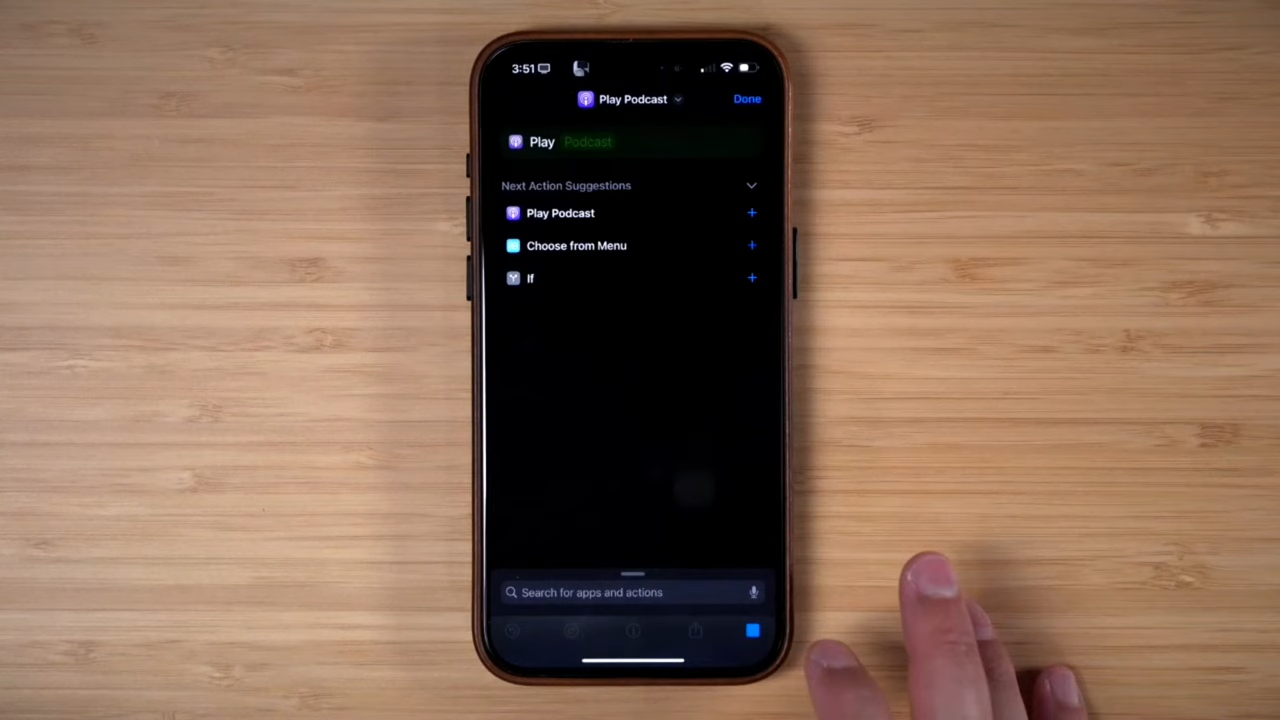 3:51
Play Podcast
Done
Play Podcast
Next Action Suggestions
Play Podcast
Choose from Menu
If
Search for apps and actions